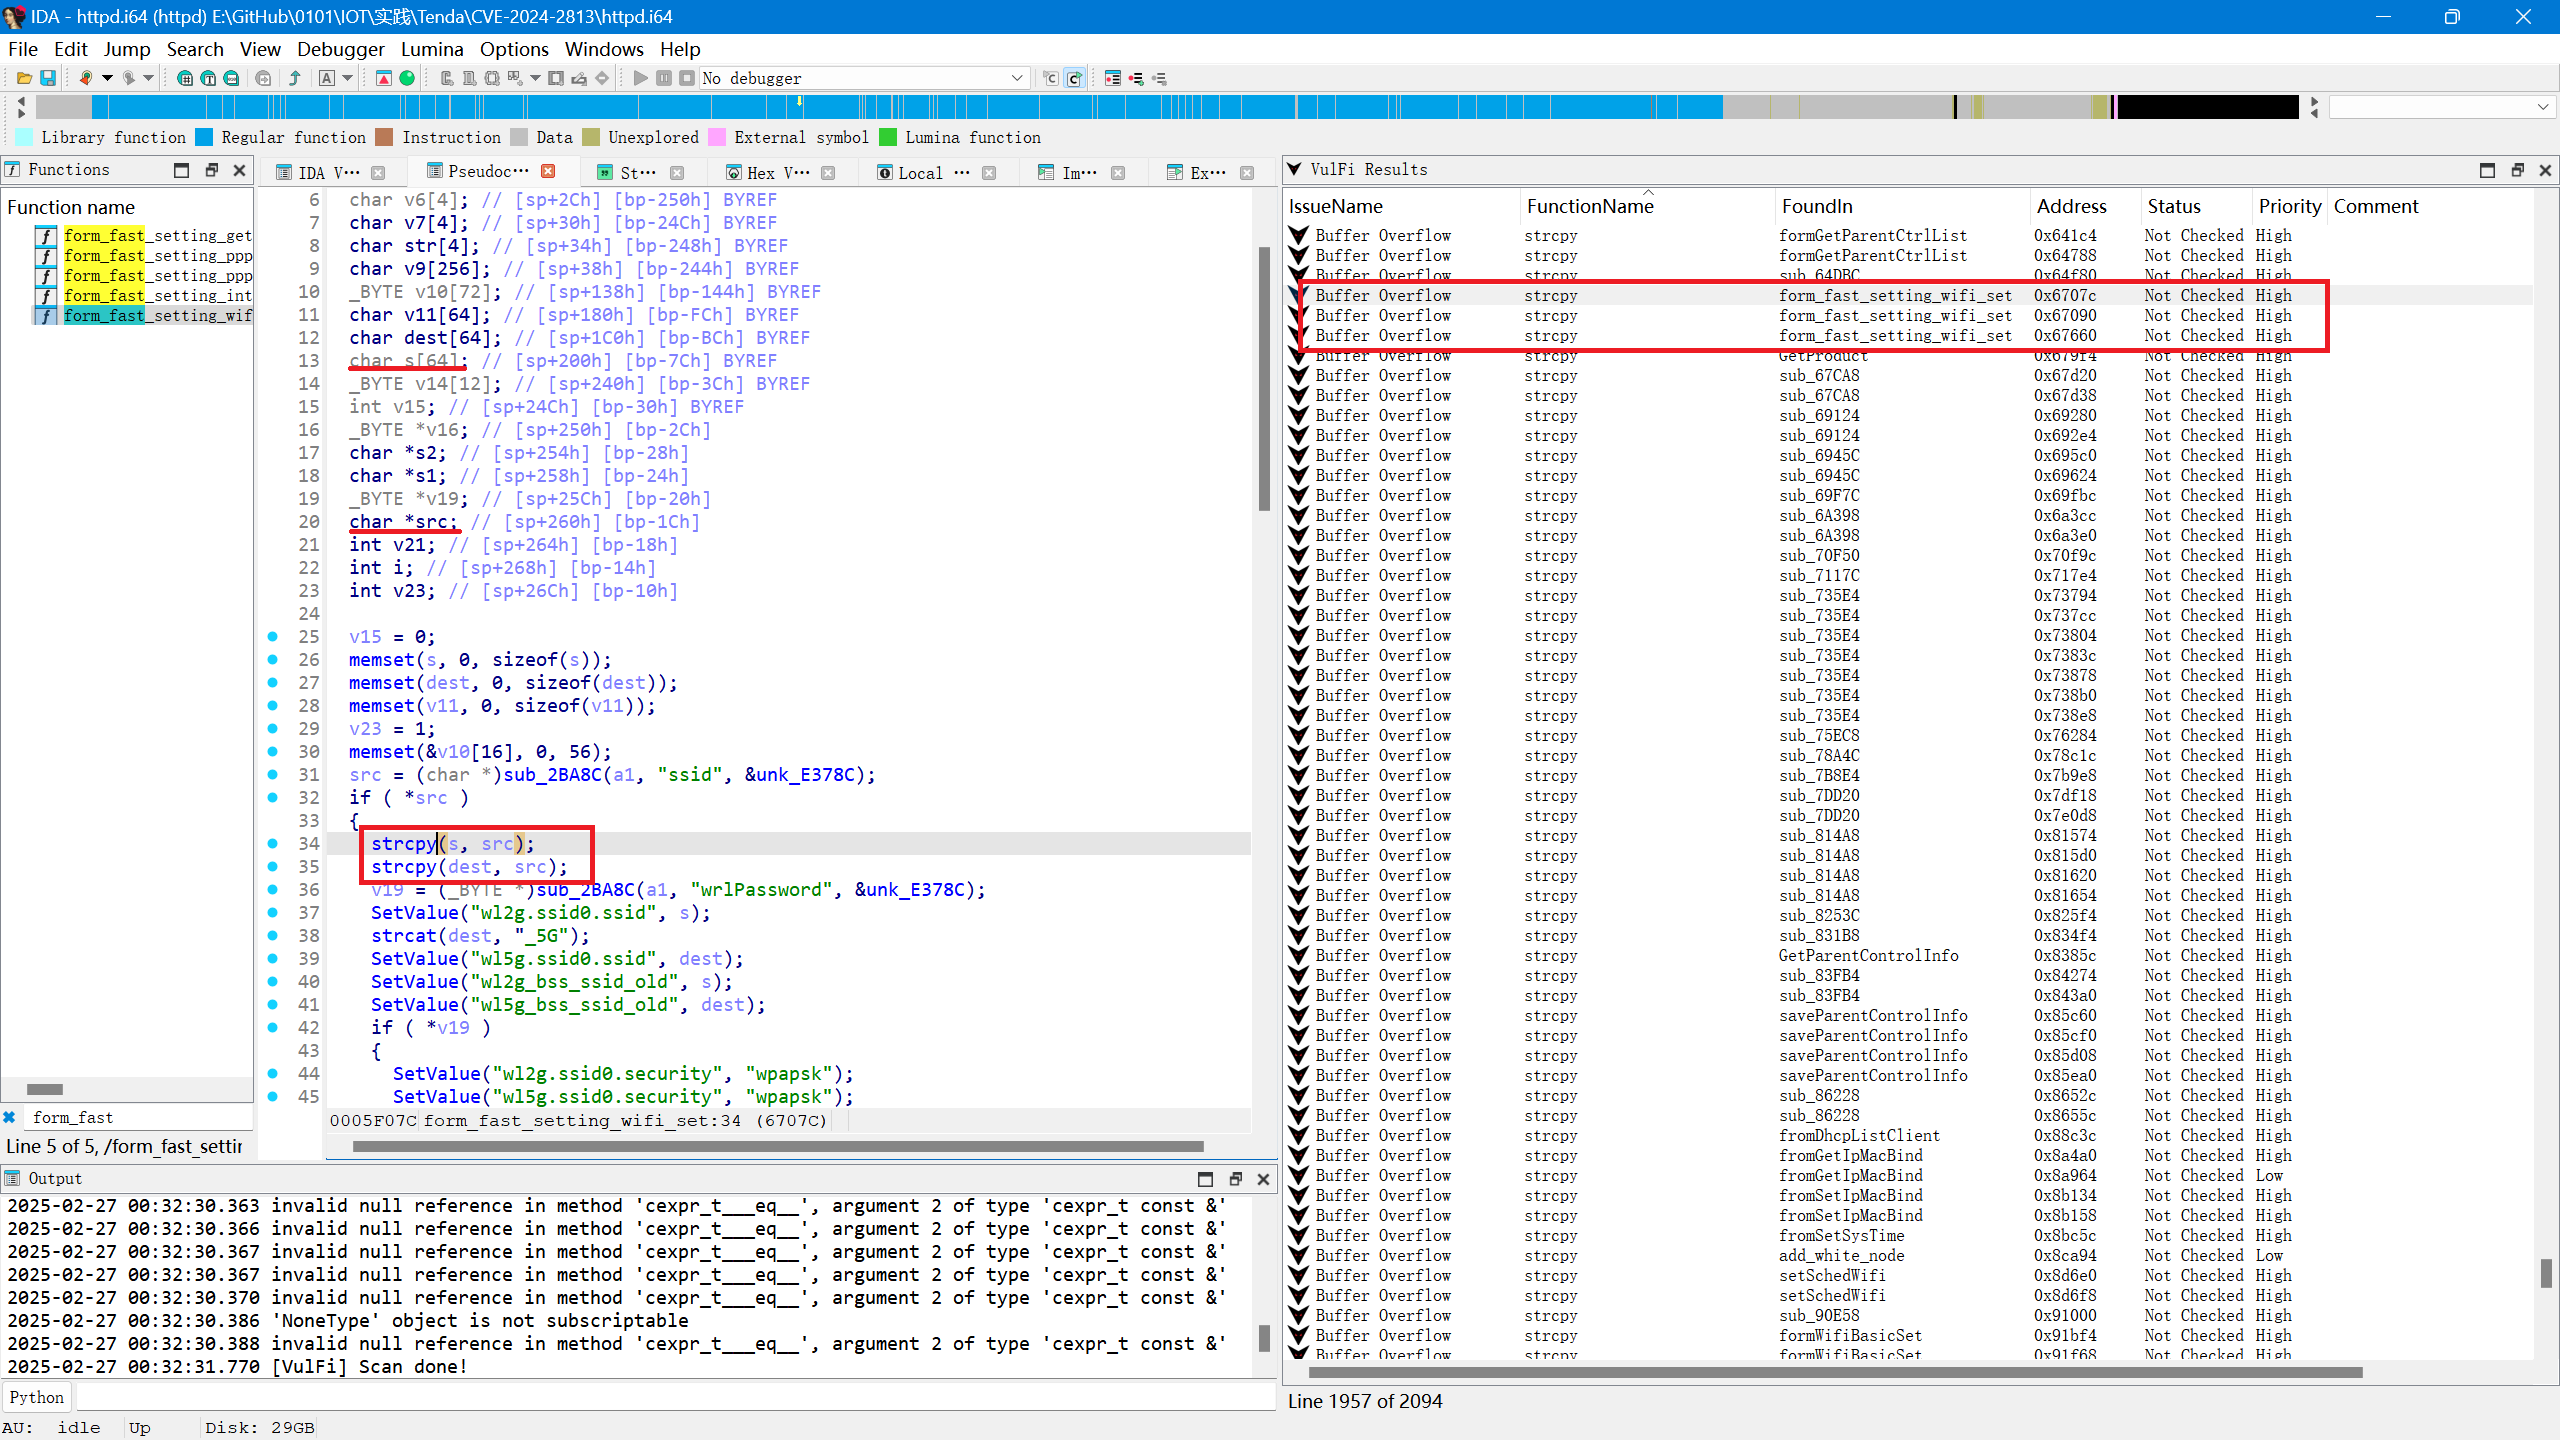 IDA - httpd.i64 (httpd) E:\GitHub\0101\IOT\实践\Tenda\CVE-2024-2813\httpd.i64
File Edit Jump Search View Debugger Lumina Options Windows Help
No debugger
Library function Regular function Instruction Data Unexplored External symbol Lumina function
Functions
Function name
form_fast_setting_get
form_fast_setting_ppp
form_fast_setting_ppp
form_fast_setting_int
form_fast_setting_wif
form_fast
Line 5 of 5, /form_fast_settir
IDA V··· Pseudoc··· St··· Hex V··· Local ··· Im··· Ex···
6 char v6[4]; // [sp+2Ch] [bp-250h] BYREF
7 char v7[4]; // [sp+30h] [bp-24Ch] BYREF
8 char str[4]; // [sp+34h] [bp-248h] BYREF
9 char v9[256]; // [sp+38h] [bp-244h] BYREF
10 _BYTE v10[72]; // [sp+138h] [bp-144h] BYREF
11 char v11[64]; // [sp+180h] [bp-FCh] BYREF
12 char dest[64]; // [sp+1C0h] [bp-BCh] BYREF
13 char s[64]; // [sp+200h] [bp-7Ch] BYREF
14 _BYTE v14[12]; // [sp+240h] [bp-3Ch] BYREF
15 int v15; // [sp+24Ch] [bp-30h] BYREF
16 _BYTE *v16; // [sp+250h] [bp-2Ch]
17 char *s2; // [sp+254h] [bp-28h]
18 char *s1; // [sp+258h] [bp-24h]
19 _BYTE *v19; // [sp+25Ch] [bp-20h]
20 char *src; // [sp+260h] [bp-1Ch]
21 int v21; // [sp+264h] [bp-18h]
22 int i; // [sp+268h] [bp-14h]
23 int v23; // [sp+26Ch] [bp-10h]
24
25 v15 = 0;
26 memset(s, 0, sizeof(s));
27 memset(dest, 0, sizeof(dest));
28 memset(v11, 0, sizeof(v11));
29 v23 = 1;
30 memset(&v10[16], 0, 56);
31 src = (char *)sub_2BA8C(a1, "ssid", &unk_E378C);
32 if ( *src )
33 {
34 strcpy(s, src);
35 strcpy(dest, src);
36 v19 = (_BYTE *)sub_2BA8C(a1, "wrlPassword", &unk_E378C);
37 SetValue("wl2g.ssid0.ssid", s);
38 strcat(dest, "_5G");
39 SetValue("wl5g.ssid0.ssid", dest);
40 SetValue("wl2g_bss_ssid_old", s);
41 SetValue("wl5g_bss_ssid_old", dest);
42 if ( *v19 )
43 {
44 SetValue("wl2g.ssid0.security", "wpapsk");
45 SetValue("wl5g.ssid0.security", "wpapsk");
0005F07C form_fast_setting_wifi_set:34 (6707C)
VulFi Results
IssueName FunctionName FoundIn Address Status Priority Comment
Buffer Overflow strcpy formGetParentCtrlList 0x641c4 Not Checked High
Buffer Overflow strcpy formGetParentCtrlList 0x64788 Not Checked High
Buffer Overflow strcpy sub_64DBC 0x64f80 Not Checked High
Buffer Overflow strcpy form_fast_setting_wifi_set 0x6707c Not Checked High
Buffer Overflow strcpy form_fast_setting_wifi_set 0x67090 Not Checked High
Buffer Overflow strcpy form_fast_setting_wifi_set 0x67660 Not Checked High
Buffer Overflow strcpy GetProduct 0x679f4 Not Checked High
Buffer Overflow strcpy sub_67CA8 0x67d20 Not Checked High
Buffer Overflow strcpy sub_67CA8 0x67d38 Not Checked High
Buffer Overflow strcpy sub_69124 0x69280 Not Checked High
Buffer Overflow strcpy sub_69124 0x692e4 Not Checked High
Buffer Overflow strcpy sub_6945C 0x695c0 Not Checked High
Buffer Overflow strcpy sub_6945C 0x69624 Not Checked High
Buffer Overflow strcpy sub_69F7C 0x69fbc Not Checked High
Buffer Overflow strcpy sub_6A398 0x6a3cc Not Checked High
Buffer Overflow strcpy sub_6A398 0x6a3e0 Not Checked High
Buffer Overflow strcpy sub_70F50 0x70f9c Not Checked High
Buffer Overflow strcpy sub_7117C 0x717e4 Not Checked High
Buffer Overflow strcpy sub_735E4 0x73794 Not Checked High
Buffer Overflow strcpy sub_735E4 0x737cc Not Checked High
Buffer Overflow strcpy sub_735E4 0x73804 Not Checked High
Buffer Overflow strcpy sub_735E4 0x7383c Not Checked High
Buffer Overflow strcpy sub_735E4 0x73878 Not Checked High
Buffer Overflow strcpy sub_735E4 0x738b0 Not Checked High
Buffer Overflow strcpy sub_735E4 0x738e8 Not Checked High
Buffer Overflow strcpy sub_75EC8 0x76284 Not Checked High
Buffer Overflow strcpy sub_78A4C 0x78c1c Not Checked High
Buffer Overflow strcpy sub_7B8E4 0x7b9e8 Not Checked High
Buffer Overflow strcpy sub_7DD20 0x7df18 Not Checked High
Buffer Overflow strcpy sub_7DD20 0x7e0d8 Not Checked High
Buffer Overflow strcpy sub_814A8 0x81574 Not Checked High
Buffer Overflow strcpy sub_814A8 0x815d0 Not Checked High
Buffer Overflow strcpy sub_814A8 0x81620 Not Checked High
Buffer Overflow strcpy sub_814A8 0x81654 Not Checked High
Buffer Overflow strcpy sub_8253C 0x825f4 Not Checked High
Buffer Overflow strcpy sub_831B8 0x834f4 Not Checked High
Buffer Overflow strcpy GetParentControlInfo 0x8385c Not Checked High
Buffer Overflow strcpy sub_83FB4 0x84274 Not Checked High
Buffer Overflow strcpy sub_83FB4 0x843a0 Not Checked High
Buffer Overflow strcpy saveParentControlInfo 0x85c60 Not Checked High
Buffer Overflow strcpy saveParentControlInfo 0x85cf0 Not Checked High
Buffer Overflow strcpy saveParentControlInfo 0x85d08 Not Checked High
Buffer Overflow strcpy saveParentControlInfo 0x85ea0 Not Checked High
Buffer Overflow strcpy sub_86228 0x8652c Not Checked High
Buffer Overflow strcpy sub_86228 0x8655c Not Checked High
Buffer Overflow strcpy fromDhcpListClient 0x88c3c Not Checked High
Buffer Overflow strcpy fromGetIpMacBind 0x8a4a0 Not Checked High
Buffer Overflow strcpy fromGetIpMacBind 0x8a964 Not Checked Low
Buffer Overflow strcpy fromSetIpMacBind 0x8b134 Not Checked High
Buffer Overflow strcpy fromSetIpMacBind 0x8b158 Not Checked High
Buffer Overflow strcpy fromSetSysTime 0x8bc5c Not Checked High
Buffer Overflow strcpy add_white_node 0x8ca94 Not Checked Low
Buffer Overflow strcpy setSchedWifi 0x8d6e0 Not Checked High
Buffer Overflow strcpy setSchedWifi 0x8d6f8 Not Checked High
Buffer Overflow strcpy sub_90E58 0x91000 Not Checked High
Buffer Overflow strcpy formWifiBasicSet 0x91bf4 Not Checked High
Buffer Overflow strcpy formWifiBasicSet 0x91f68 Not Checked High
Line 1957 of 2094
Output
2025-02-27 00:32:30.363 invalid null reference in method 'cexpr_t___eq__', argument 2 of type 'cexpr_t const &'
2025-02-27 00:32:30.366 invalid null reference in method 'cexpr_t___eq__', argument 2 of type 'cexpr_t const &'
2025-02-27 00:32:30.367 invalid null reference in method 'cexpr_t___eq__', argument 2 of type 'cexpr_t const &'
2025-02-27 00:32:30.367 invalid null reference in method 'cexpr_t___eq__', argument 2 of type 'cexpr_t const &'
2025-02-27 00:32:30.370 invalid null reference in method 'cexpr_t___eq__', argument 2 of type 'cexpr_t const &'
2025-02-27 00:32:30.386 'NoneType' object is not subscriptable
2025-02-27 00:32:30.388 invalid null reference in method 'cexpr_t___eq__', argument 2 of type 'cexpr_t const &'
2025-02-27 00:32:31.770 [VulFi] Scan done!
Python
AU: idle Up Disk: 29GB